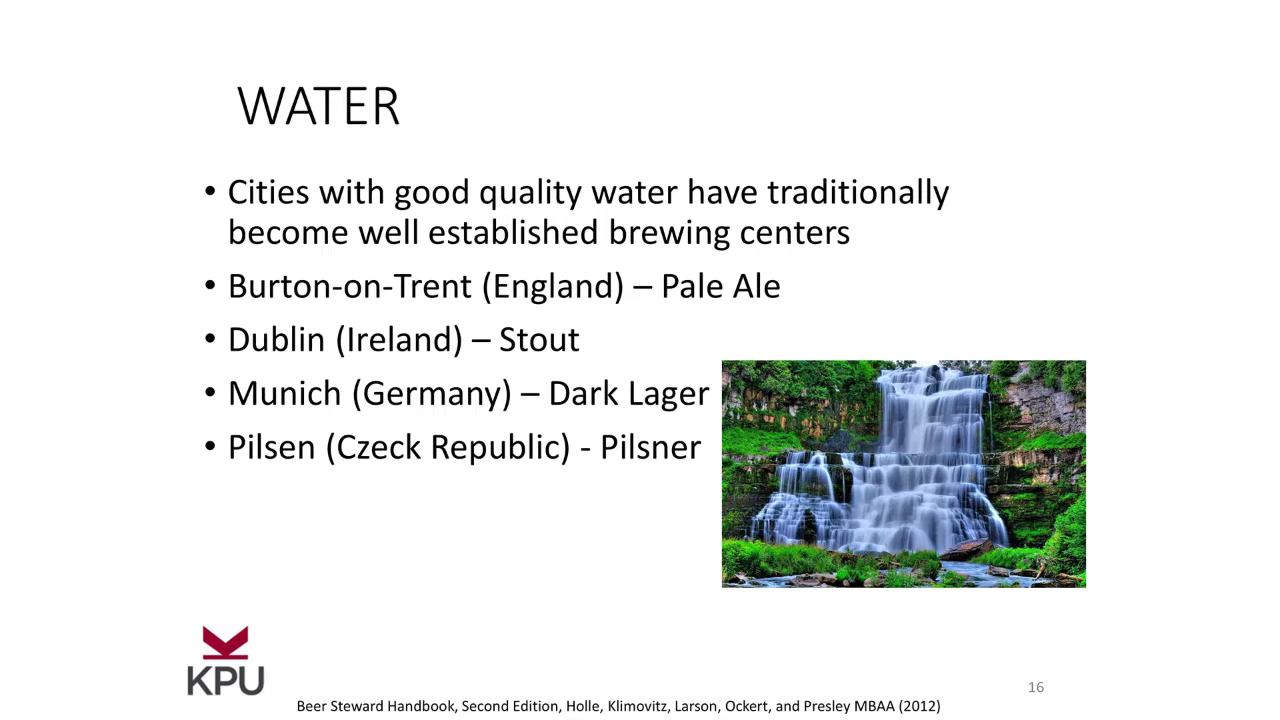 WATER
• Cities with good quality water have traditionally
become well established brewing centers
• Burton-on-Trent (England) – Pale Ale
• Dublin (Ireland) – Stout
• Munich (Germany) – Dark Lager
• Pilsen (Czeck Republic) - Pilsner
KPU
16
Beer Steward Handbook, Second Edition, Holle, Klimovitz, Larson, Ockert, and Presley MBAA (2012)